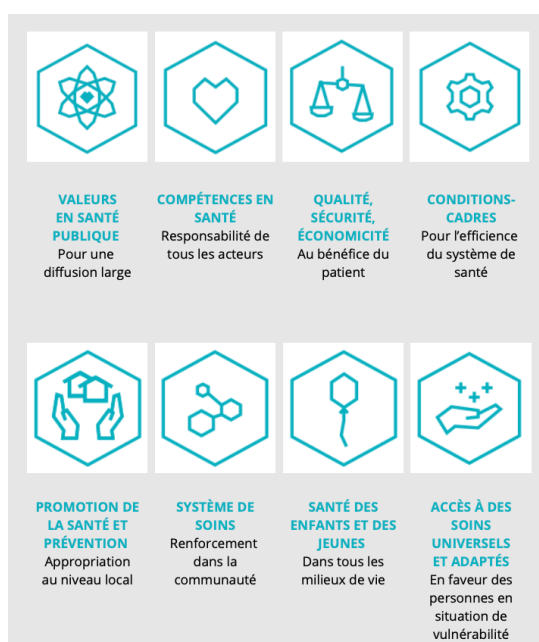 VALEURS
EN SANTÉ
PUBLIQUE
Pour une
diffusion large
COMPÉTENCES EN
SANTÉ
Responsabilité de
tous les acteurs
QUALITÉ,
SÉCURITÉ,
ÉCONOMICITÉ
Au bénéfice du
patient
CONDITIONS-
CADRES
Pour l’efficience
du système de
santé
PROMOTION DE
LA SANTÉ ET
PRÉVENTION
Appropriation
au niveau local
SYSTÈME DE
SOINS
Renforcement
dans la
communauté
SANTÉ DES
ENFANTS ET DES
JEUNES
Dans tous les
milieux de vie
ACCÈS À DES
SOINS
UNIVERSELS
ET ADAPTÉS
En faveur des
personnes en
situation de
vulnérabilité